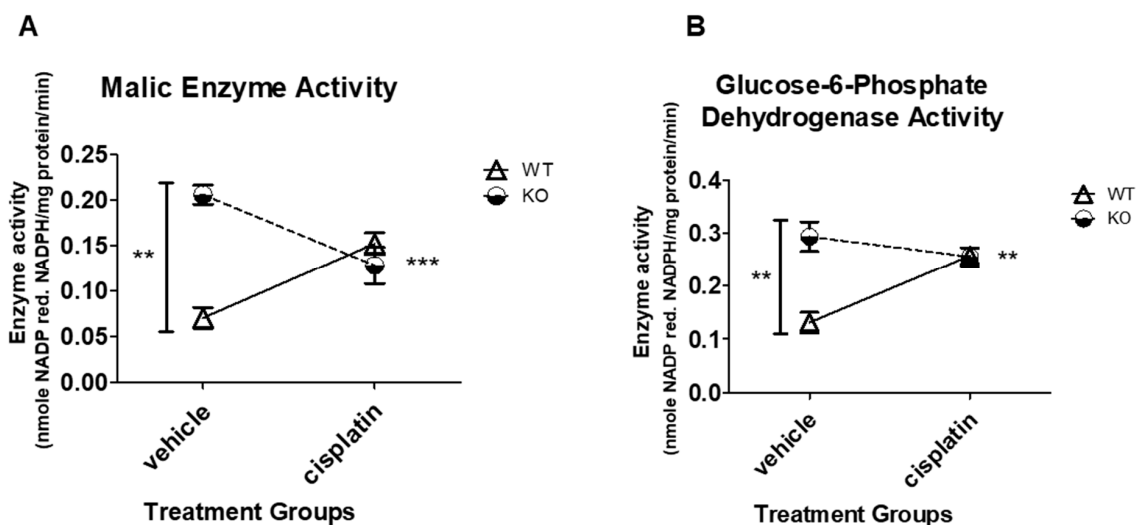 A
Malic Enzyme Activity
Enzyme activity
(nmole NADP red. NADPH/mg protein/min)
0.25
0.20
0.15
0.10
0.05
0.00
**
***
WT
KO
vehicle
cisplatin
Treatment Groups
B
Glucose-6-Phosphate
Dehydrogenase Activity
Enzyme activity
(nmole NADP red. NADPH/mg protein/min)
0.4
0.3
0.2
0.1
0.0
**
**
WT
KO
vehicle
cisplatin
Treatment Groups